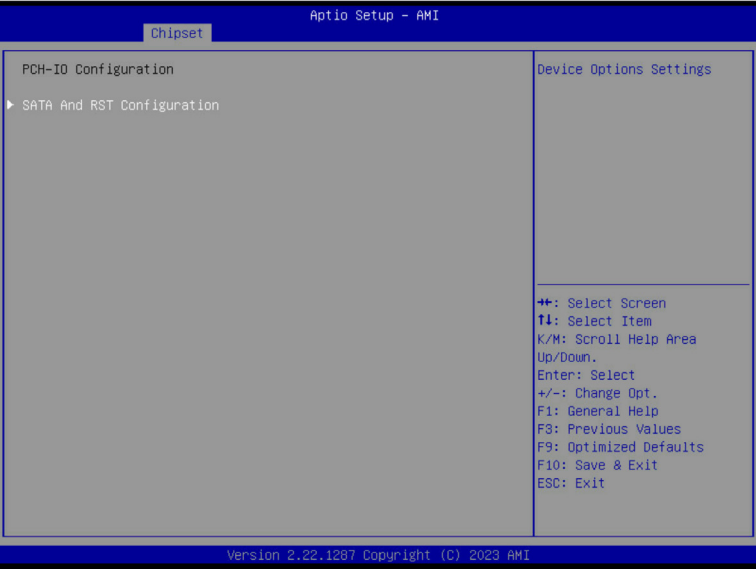 Aptio Setup – AMI
Chipset
PCH-IO Configuration
SATA And RST Configuration
Device Options Settings
→←: Select Screen
↑↓: Select Item
K/M: Scroll Help Area
Up/Down.
Enter: Select
+/-: Change Opt.
F1: General Help
F3: Previous Values
F9: Optimized Defaults
F10: Save & Exit
ESC: Exit
Version 2.22.1287 Copyright (C) 2023 AMI